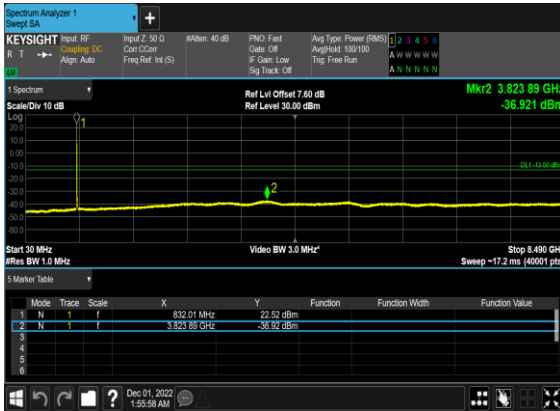 Spectrum Analyzer 1
Swept SA
KEYSIGHT Input: RF Input Z: 50 Ω #Atten: 40 dB PNO: Fast Avg Type: Power (RMS) 1 2 3 4 5 6
R T Coupling: DC Corr CCorr Gate: Off Avg|Hold: 100/100 A W W W W W
Align: Auto Freq Ref: Int (S) IF Gain: Low Trig: Free Run
LXI Sig Track: Off A N N N N N
1 Spectrum
Ref Lvl Offset 7.60 dB Mkr2 3.823 89 GHz
Scale/Div 10 dB Ref Level 30.00 dBm -36.921 dBm
Log
1
20.0
10.0
0.00
-10.0
DL1 -13.00 dBm
-20.0
-30.0
2
-40.0
-50.0
-60.0
Start 30 MHz Video BW 3.0 MHz* Stop 8.490 GHz
#Res BW 1.0 MHz Sweep ~17.2 ms (40001 pts)
5 Marker Table
Mode Trace Scale X Y Function Function Width Function Value
1 N 1 f 832.01 MHz 22.52 dBm
2 N 1 f 3.823 89 GHz -36.92 dBm
3
4
5
6
? Dec 01, 2022
1:55:58 AM